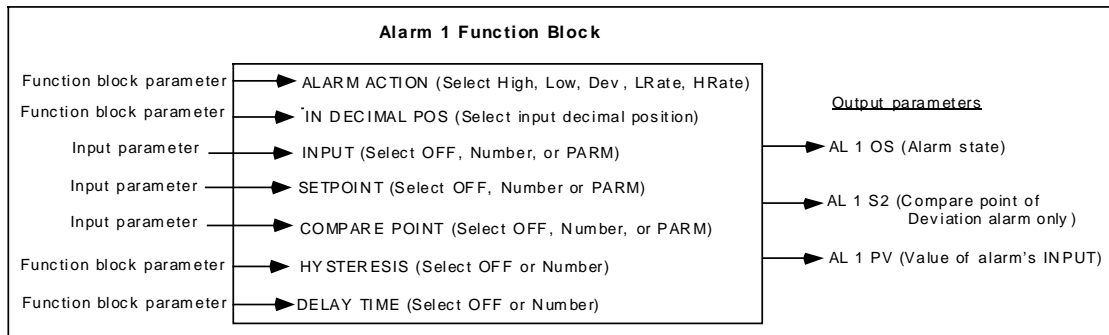 Alarm 1 Function Block
Function block parameter ALARM ACTION (Select High, Low, Dev, LRate, HRate)
Function block parameter IN DECIMAL POS (Select input decimal position)
Input parameter INPUT (Select OFF, Number, or PARM)
Input parameter SETPOINT (Select OFF, Number or PARM)
Input parameter COMPARE POINT (Select OFF, Number, or PARM)
Function block parameter HYSTERESIS (Select OFF or Number)
Function block parameter DELAY TIME (Select OFF or Number)
Output parameters
AL 1 OS (Alarm state)
AL 1 S2 (Compare point of
Deviation alarm only)
AL 1 PV (Value of alarm's INPUT)